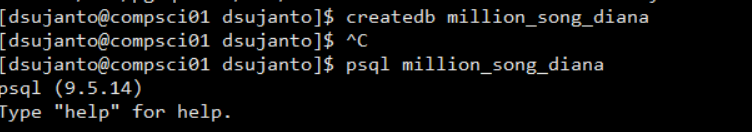 [dsujanto@compsci01 dsujanto]$ createdb million_song_diana
[dsujanto@compsci01 dsujanto]$ ^C
[dsujanto@compsci01 dsujanto]$ psql million_song_diana
psql (9.5.14)
Type "help" for help.